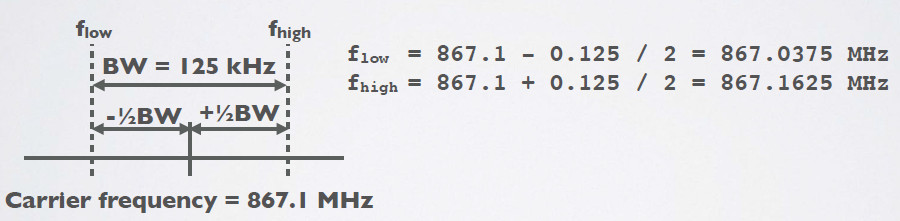 flow fhigh
BW = 125 kHz
-½BW +½BW
Carrier frequency = 867.1 MHz
flow = 867.1 - 0.125 / 2 = 867.0375 MHz
fhigh = 867.1 + 0.125 / 2 = 867.1625 MHz